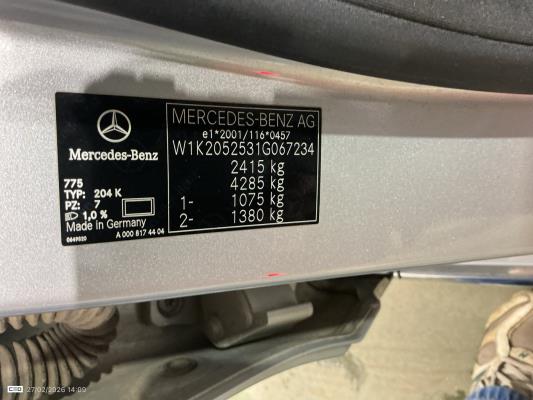 MERCEDES-BENZ AG
e1*2001/116*0457
W1K2052531G067234
2415 kg
4285 kg
1- 1075 kg
2- 1380 kg
Mercedes-Benz
775
TYP: 204 K
PZ: 7
1,0 %
Made in Germany
0649520 A 000 817 44 04
27/02/2026 14:09